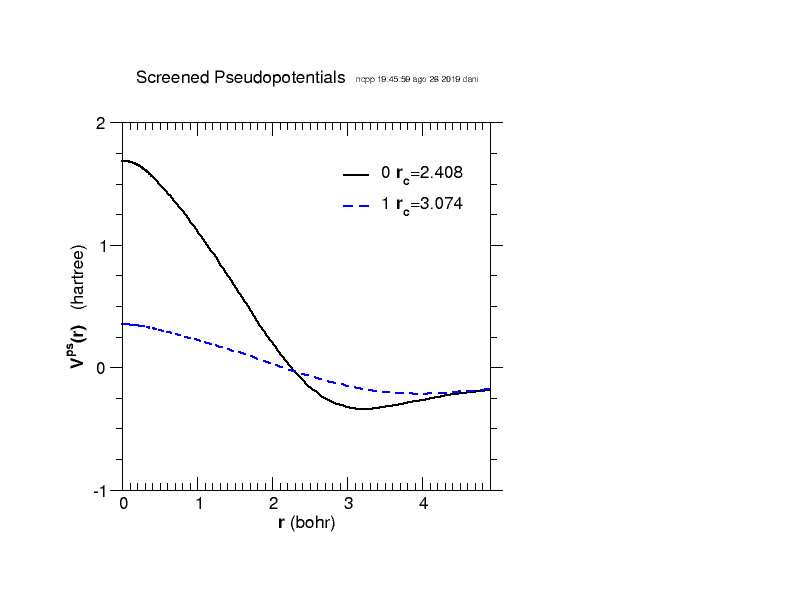 Screened Pseudopotentials ncpp 19:45:59 ago 26 2019 dani
2
0 rc=2.408
1 rc=3.074
1
Vps(r) (hartree)
0
-1
0 1 2 3 4
r (bohr)